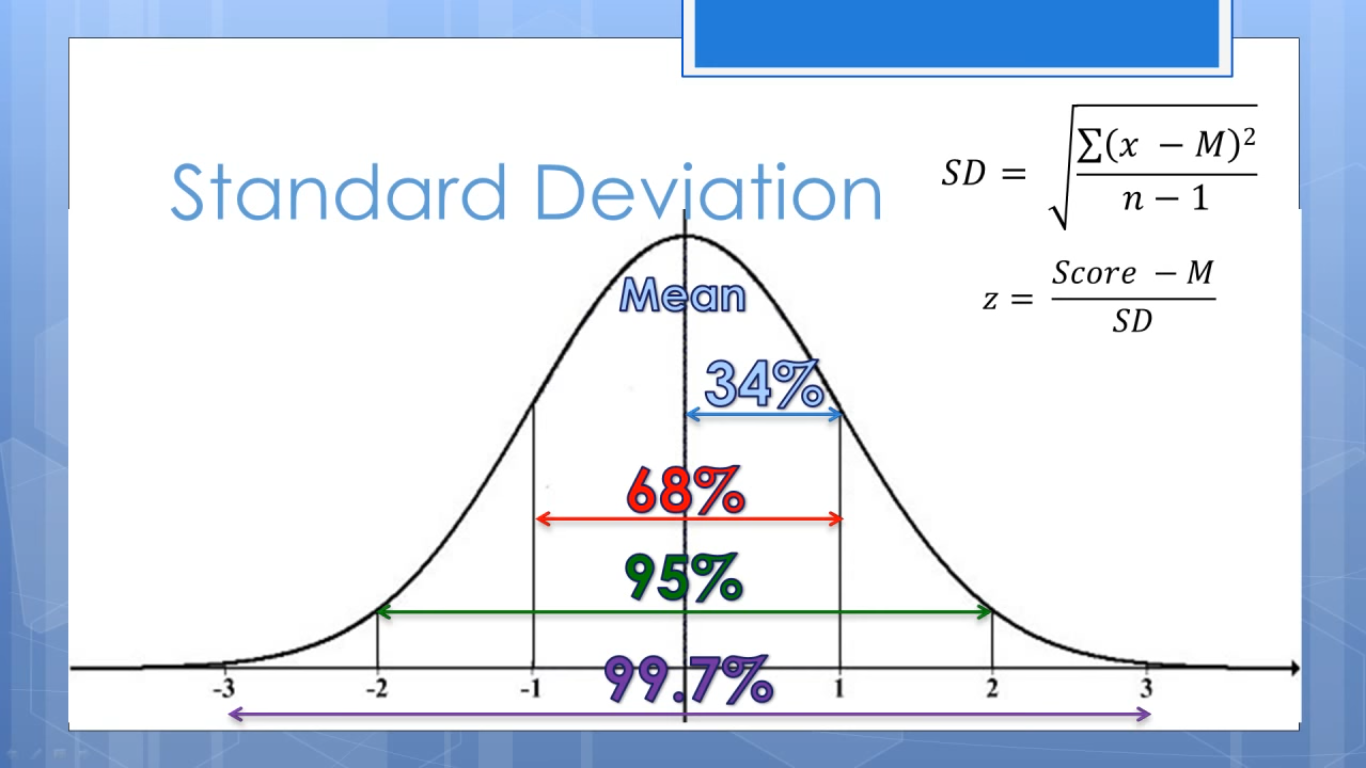 Standard Deviation
SD = √(∑(x − M)² / (n − 1))
z = (Score − M) / SD
Mean
34%
68%
95%
99.7%
-3 -2 -1 1 2 3